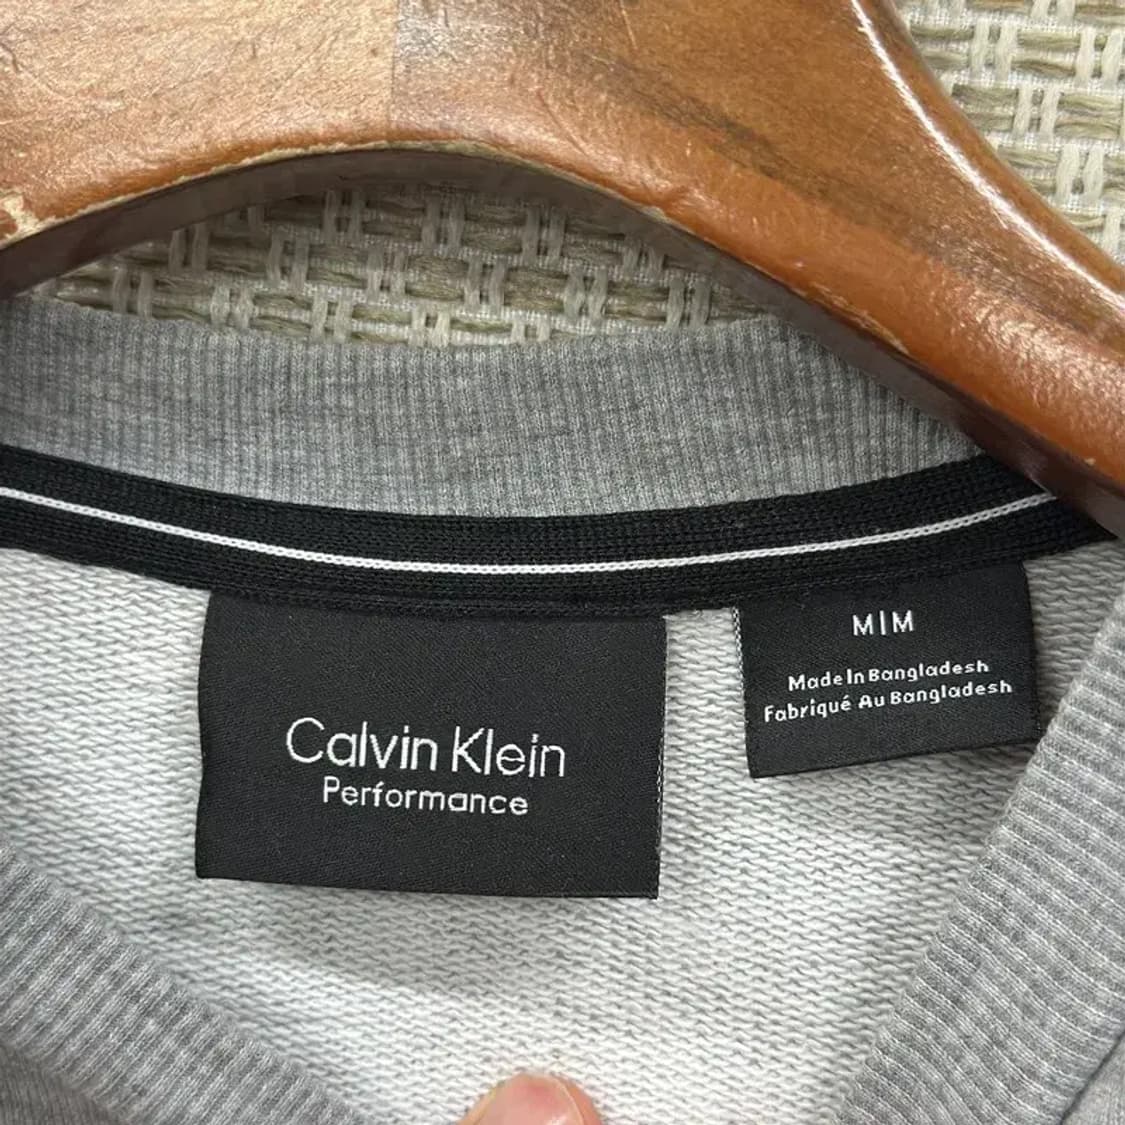 Calvin Klein
Performance
M|M
Made In Bangladesh
Fabriqué Au Bangladesh